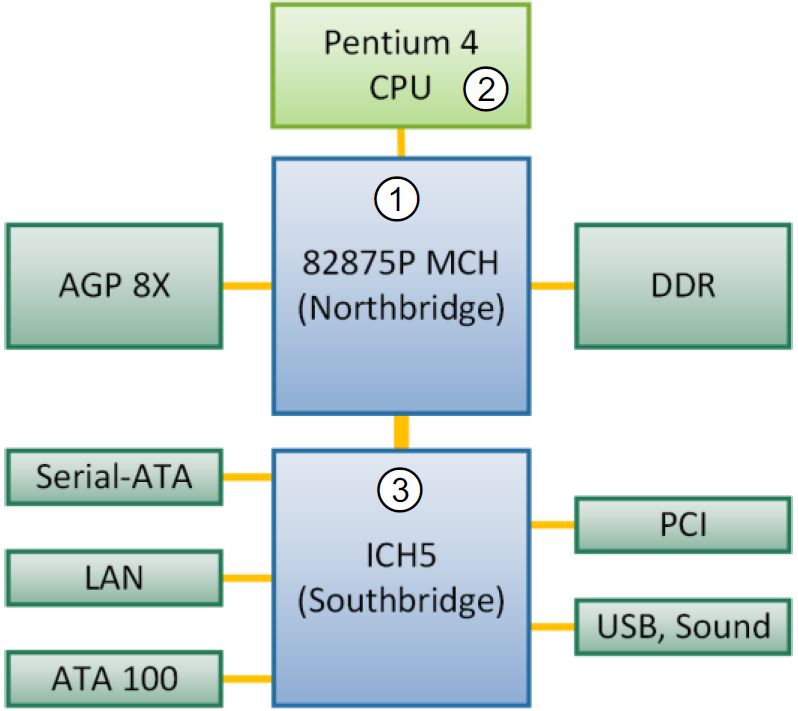 Pentium 4
CPU
②
①
82875P MCH
(Northbridge)
AGP 8X
DDR
Serial-ATA
LAN
ATA 100
③
ICH5
(Southbridge)
PCI
USB, Sound